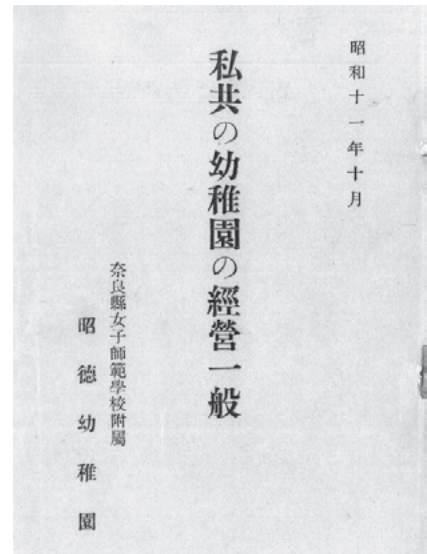 昭和十一年十月
私共の幼稚園の經營一般
奈良縣女子師範學校附屬
昭德幼稚園